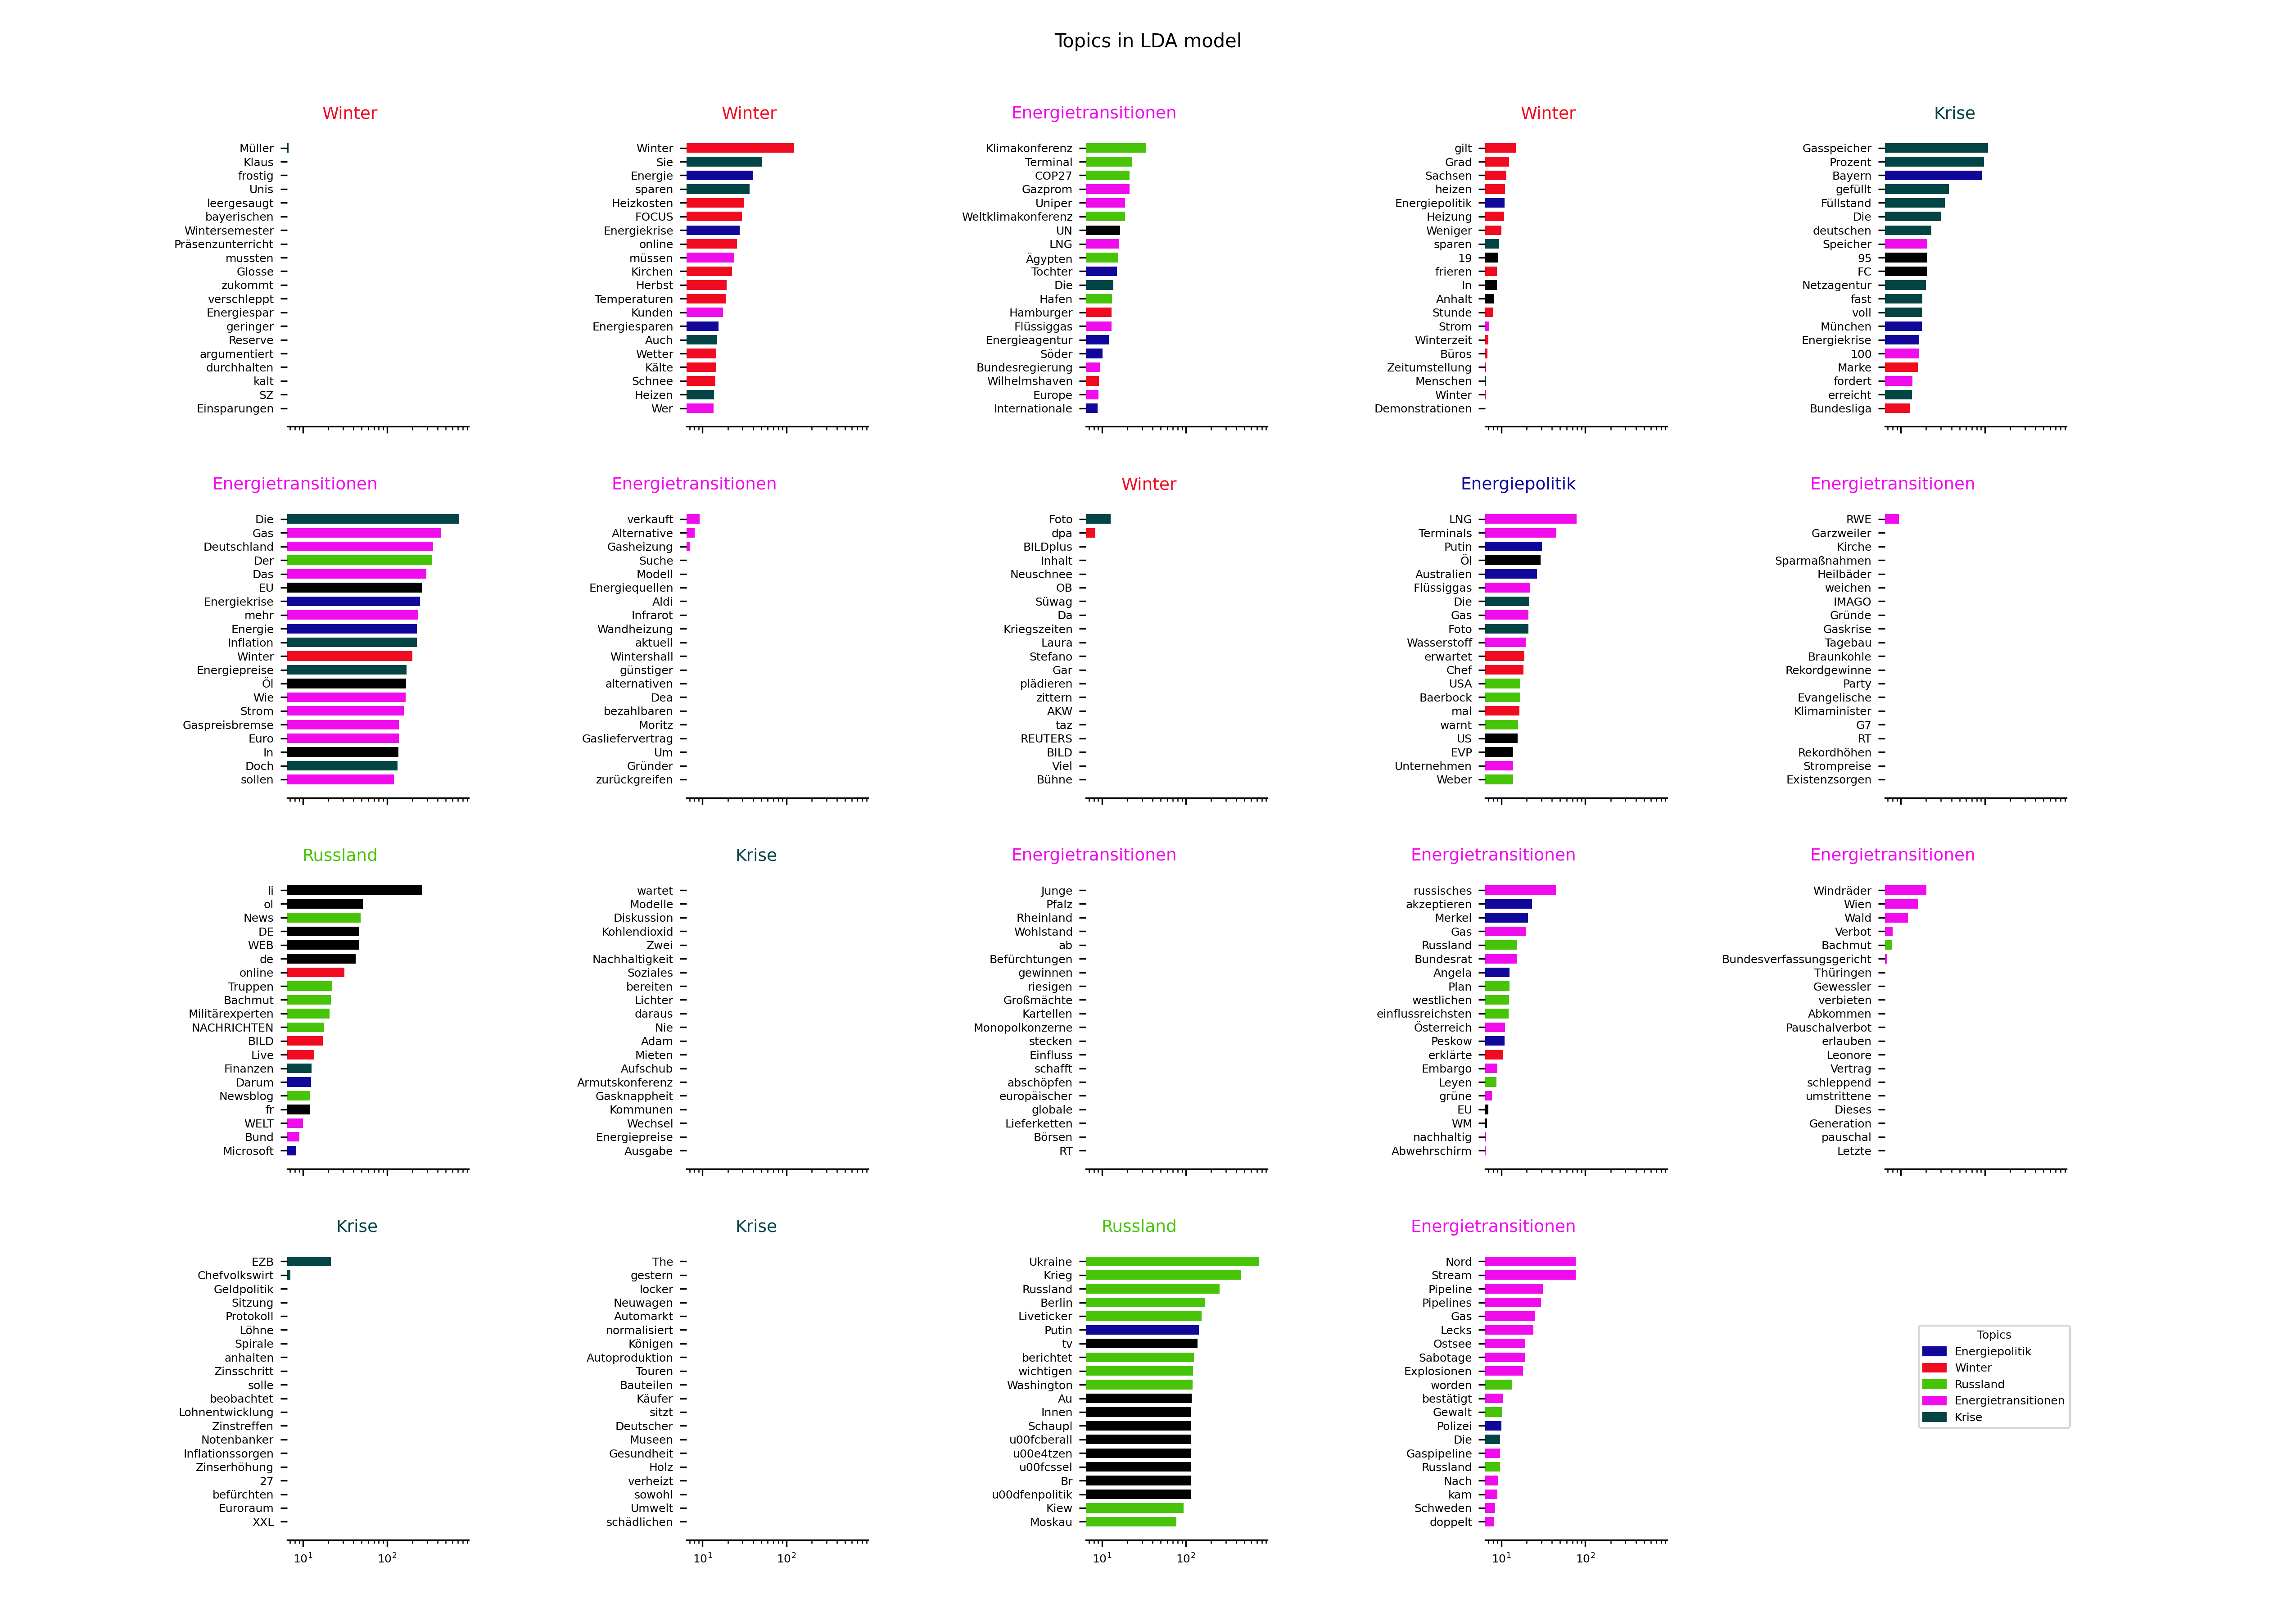 Topics in LDA model
Winter
Müller
Klaus
frostig
Unis
leergesaugt
bayerischen
Wintersemester
Präsenzunterricht
mussten
Glosse
zukommt
verschleppt
Energiespar
geringer
Reserve
argumentiert
durchhalten
kalt
SZ
Einsparungen
Winter
Winter
Sie
Energie
sparen
Heizkosten
FOCUS
Energiekrise
online
müssen
Kirchen
Herbst
Temperaturen
Kunden
Energiesparen
Auch
Wetter
Kälte
Schnee
Heizen
Wer
Energietransitionen
Klimakonferenz
Terminal
COP27
Gazprom
Uniper
Weltklimakonferenz
UN
LNG
Ägypten
Tochter
Die
Hafen
Hamburger
Flüssiggas
Energieagentur
Söder
Bundesregierung
Wilhelmshaven
Europe
Internationale
Winter
gilt
Grad
Sachsen
heizen
Energiepolitik
Heizung
Weniger
sparen
19
frieren
In
Anhalt
Stunde
Strom
Winterzeit
Büros
Zeitumstellung
Menschen
Winter
Demonstrationen
Krise
Gasspeicher
Prozent
Bayern
gefüllt
Füllstand
Die
deutschen
Speicher
95
FC
Netzagentur
fast
voll
München
Energiekrise
100
Marke
fordert
erreicht
Bundesliga
Energietransitionen
Die
Gas
Deutschland
Der
Das
EU
Energiekrise
mehr
Energie
Inflation
Winter
Energiepreise
Öl
Wie
Strom
Gaspreisbremse
Euro
In
Doch
sollen
Energietransitionen
verkauft
Alternative
Gasheizung
Suche
Modell
Energiequellen
Aldi
Infrarot
Wandheizung
aktuell
Wintershall
günstiger
alternativen
Dea
bezahlbaren
Moritz
Gasliefervertrag
Um
Gründer
zurückgreifen
Winter
Foto
dpa
BILDplus
Inhalt
Neuschnee
OB
Süwag
Da
Kriegszeiten
Laura
Stefano
Gar
plädieren
zittern
AKW
taz
REUTERS
BILD
Viel
Bühne
Energiepolitik
LNG
Terminals
Putin
Öl
Australien
Flüssiggas
Die
Gas
Foto
Wasserstoff
erwartet
Chef
USA
Baerbock
mal
warnt
US
EVP
Unternehmen
Weber
Energietransitionen
RWE
Garzweiler
Kirche
Sparmaßnahmen
Heilbäder
weichen
IMAGO
Gründe
Gaskrise
Tagebau
Braunkohle
Rekordgewinne
Party
Evangelische
Klimaminister
G7
RT
Rekordhöhen
Strompreise
Existenzsorgen
Russland
li
ol
News
DE
WEB
de
online
Truppen
Bachmut
Militärexperten
NACHRICHTEN
BILD
Live
Finanzen
Darum
Newsblog
fr
WELT
Bund
Microsoft
Krise
wartet
Modelle
Diskussion
Kohlendioxid
Zwei
Nachhaltigkeit
Soziales
bereiten
Lichter
daraus
Nie
Adam
Mieten
Aufschub
Armutskonferenz
Gasknappheit
Kommunen
Wechsel
Energiepreise
Ausgabe
Energietransitionen
Junge
Pfalz
Rheinland
Wohlstand
ab
Befürchtungen
gewinnen
riesigen
Großmächte
Kartellen
Monopolkonzerne
stecken
Einfluss
schafft
abschöpfen
europäischer
globale
Lieferketten
Börsen
RT
Energietransitionen
russisches
akzeptieren
Merkel
Gas
Russland
Bundesrat
Angela
Plan
westlichen
einflussreichsten
Österreich
Peskow
erklärte
Embargo
Leyen
grüne
EU
WM
nachhaltig
Abwehrschirm
Energietransitionen
Windräder
Wien
Wald
Verbot
Bachmut
Bundesverfassungsgericht
Thüringen
Gewessler
verbieten
Abkommen
Pauschalverbot
erlauben
Leonore
Vertrag
schleppend
umstrittene
Dieses
Generation
pauschal
Letzte
Krise
EZB
Chefvolkswirt
Geldpolitik
Sitzung
Protokoll
Löhne
Spirale
anhalten
Zinsschritt
solle
beobachtet
Lohnentwicklung
Zinstreffen
Notenbanker
Inflationssorgen
Zinserhöhung
27
befürchten
Euroraum
XXL
10¹ 10²
Krise
The
gestern
locker
Neuwagen
Automarkt
normalisiert
Königen
Autoproduktion
Touren
Bauteilen
Käufer
sitzt
Deutscher
Museen
Gesundheit
Holz
verheizt
sowohl
Umwelt
schädlichen
10¹ 10²
Russland
Ukraine
Krieg
Russland
Berlin
Liveticker
Putin
tv
berichtet
wichtigen
Washington
Au
Innen
Schaupl
u00fcberall
u00e4tzen
u00fcssel
Br
u00dfenpolitik
Kiew
Moskau
10¹ 10²
Energietransitionen
Nord
Stream
Pipeline
Pipelines
Gas
Lecks
Ostsee
Sabotage
Explosionen
worden
bestätigt
Gewalt
Polizei
Die
Gaspipeline
Russland
Nach
kam
Schweden
doppelt
10¹ 10²
Topics
Energiepolitik
Winter
Russland
Energietransitionen
Krise